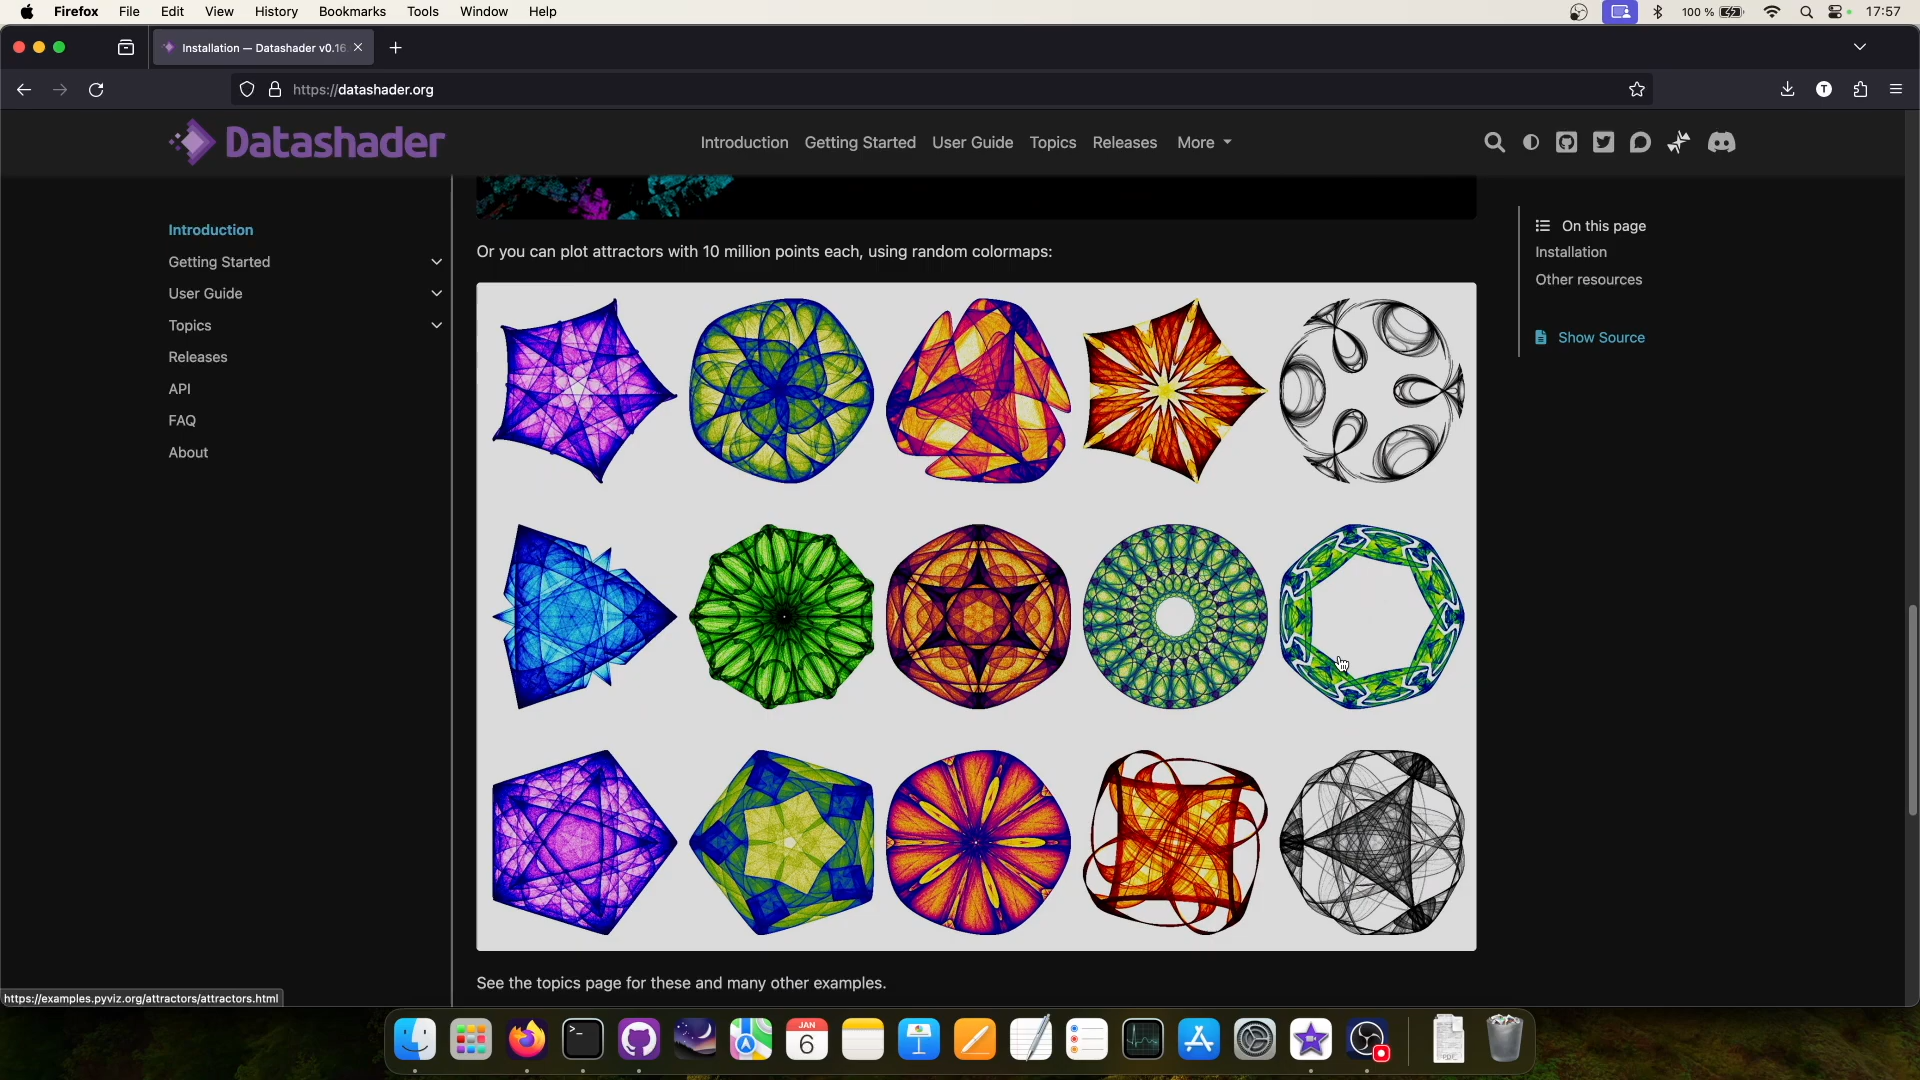 Firefox File Edit View History Bookmarks Tools Window Help 100 % 17:57
Installation — Datashader v0.16.
https://datashader.org T
Datashader Introduction Getting Started User Guide Topics Releases More
Introduction
Getting Started
User Guide
Topics
Releases
API
FAQ
About
Or you can plot attractors with 10 million points each, using random colormaps:
See the topics page for these and many other examples.
On this page
Installation
Other resources
Show Source
https://examples.pyviz.org/attractors/attractors.html
JAN
6